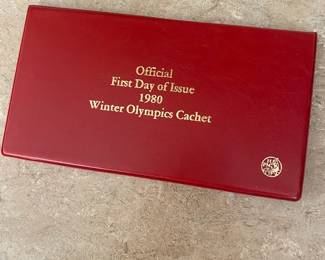 Official
First Day of Issue
1980
Winter Olympics Cachet